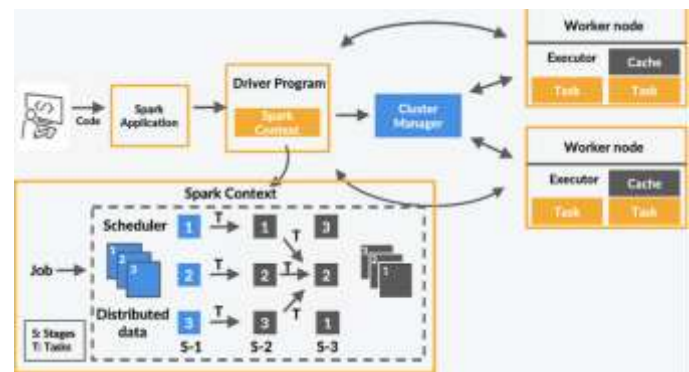 Worker node
Executor
Cache
Task
Task
Driver Program
Spark
Context
Code
Spark
Application
Cluster
Manager
Worker node
Executor
Cache
Task
Task
Spark Context
Scheduler
1
T
1
3
T
1
2
3
Job
2
T
2
T
2
1
Distributed
data
3
T
3
T
1
S: Stages
T: Tasks
S-1
S-2
S-3